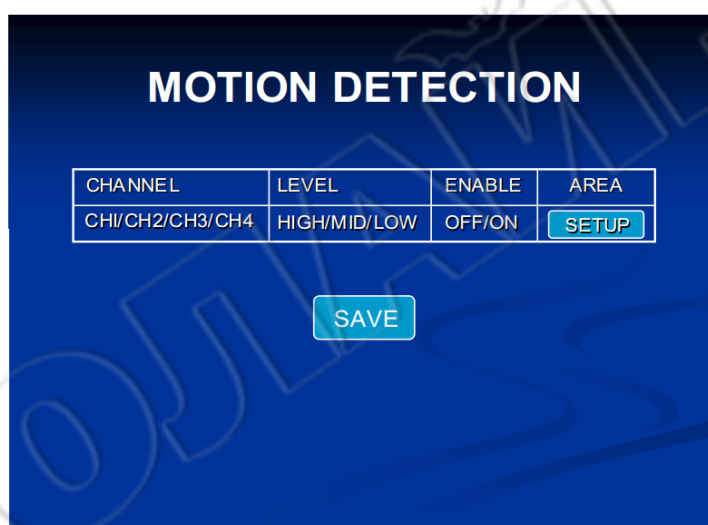 MOTION DETECTION
CHANNEL LEVEL ENABLE AREA
CHI/CH2/CH3/CH4 HIGH/MID/LOW OFF/ON SETUP
SAVE